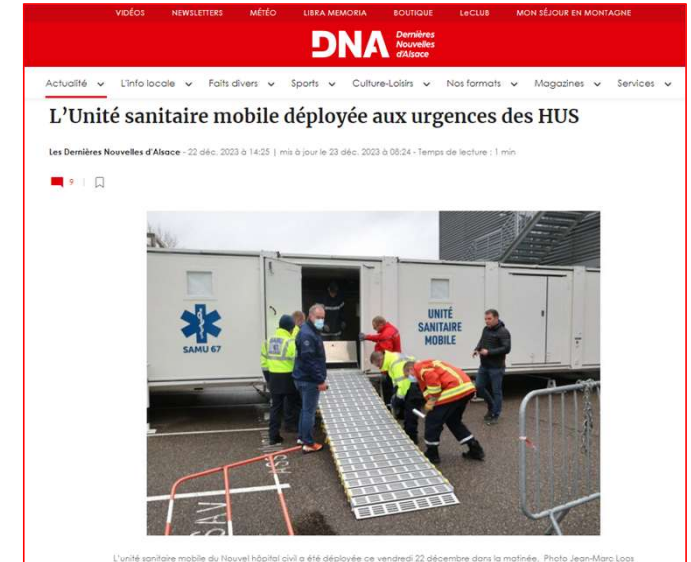 VIDÉOS NEWSLETTERS MÉTÉO LIBRA MEMORIA BOUTIQUE LeCLUB MON SÉJOUR EN MONTAGNE
DNA Dernières
Nouvelles
d'Alsace
Actualité L'info locale Faits divers Sports Culture-Loisirs Nos formats Magazines Services
L'Unité sanitaire mobile déployée aux urgences des HUS
Les Dernières Nouvelles d'Alsace - 22 déc. 2023 à 14:25 | mis à jour le 23 déc. 2023 à 08:24 - Temps de lecture : 1 min
9
SAMU 67
UNITÉ
SANITAIRE
MOBILE
SAV
L'unité sanitaire mobile du Nouvel hôpital civil a été déployée ce vendredi 22 décembre dans la matinée. Photo Jean-Marc Loos